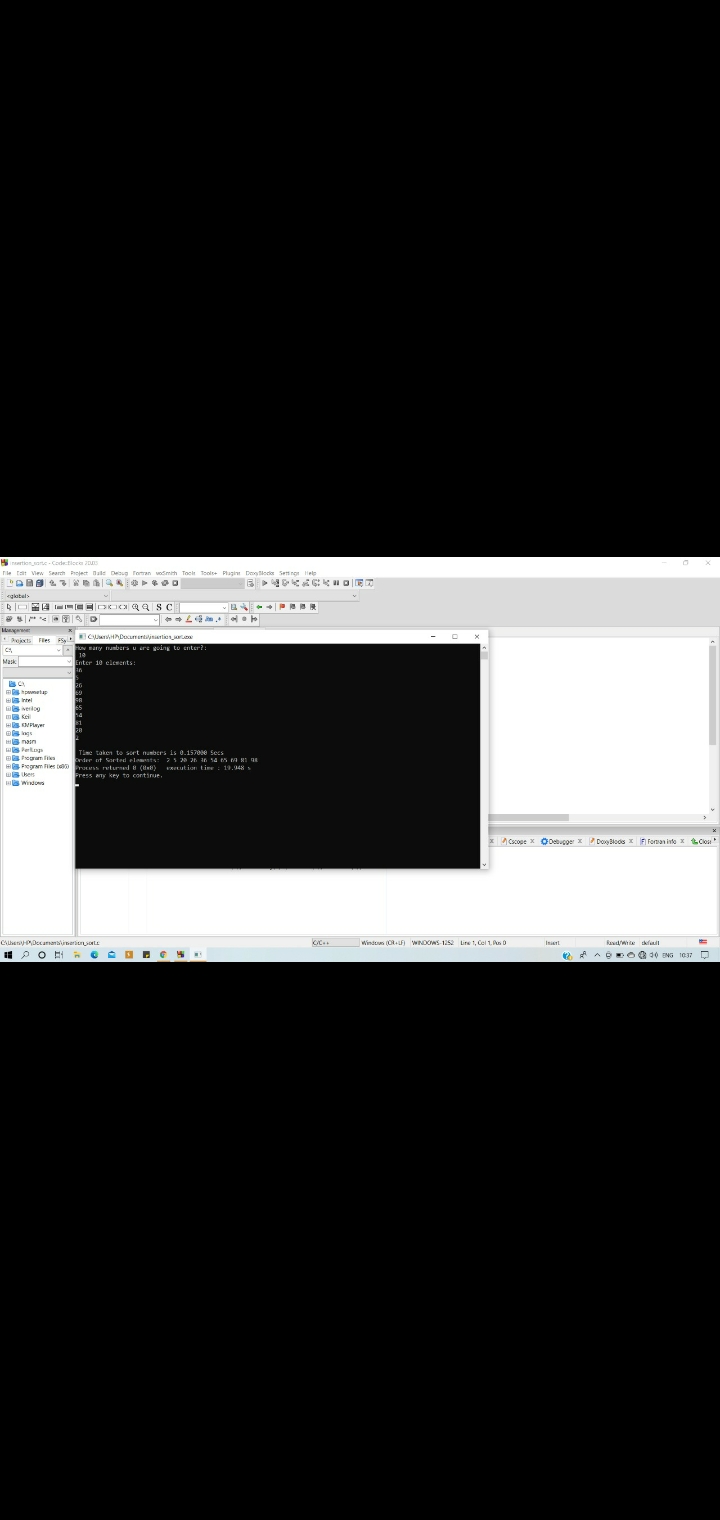 insertion_sort.c - Code::Blocks 20.03
File Edit View Search Project Build Debug Fortran wxSmith Tools Tools+ Plugins DoxyBlocks Settings Help
<global>
S C
Management
Projects Files FSy
C:\
Mask:
C:\
hpswsetup
Intel
iverilog
Keil
KMPlayer
logs
masm
PerfLogs
Program Files
Program Files (x86)
Users
Windows
C:\Users\HP\Documents\insertion_sort.exe
How many numbers u are going to enter?:
10
Enter 10 elements:
36
5
26
69
98
65
54
81
20
2
Time taken to sort numbers is 0.157000 Secs
Order of Sorted elements: 2 5 20 26 36 54 65 69 81 98
Process returned 0 (0x0) execution time : 19.948 s
Press any key to continue.
Cscope Debugger DoxyBlocks Fortran info Closi
C:\Users\HP\Documents\insertion_sort.c C/C++ Windows (CR+LF) WINDOWS-1252 Line 1, Col 1, Pos 0 Insert Read/Write default
ENG 10:37